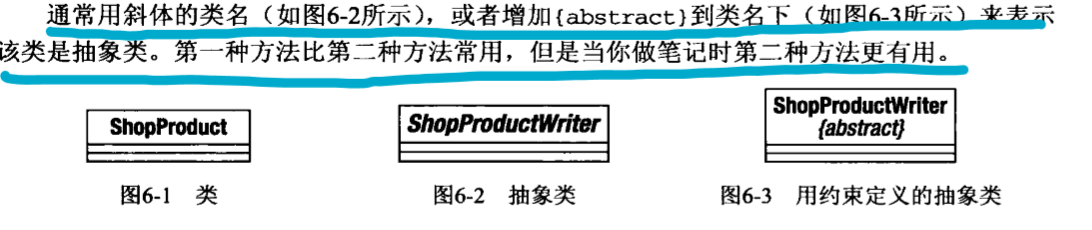 通常用斜体的类名（如图6-2所示），或者增加{abstract}到类名下（如图6-3所示）来表示
该类是抽象类。第一种方法比第二种方法常用，但是当你做笔记时第二种方法更有用。
ShopProduct
ShopProductWriter
ShopProductWriter
{abstract}
图6-1 类
图6-2 抽象类
图6-3 用约束定义的抽象类